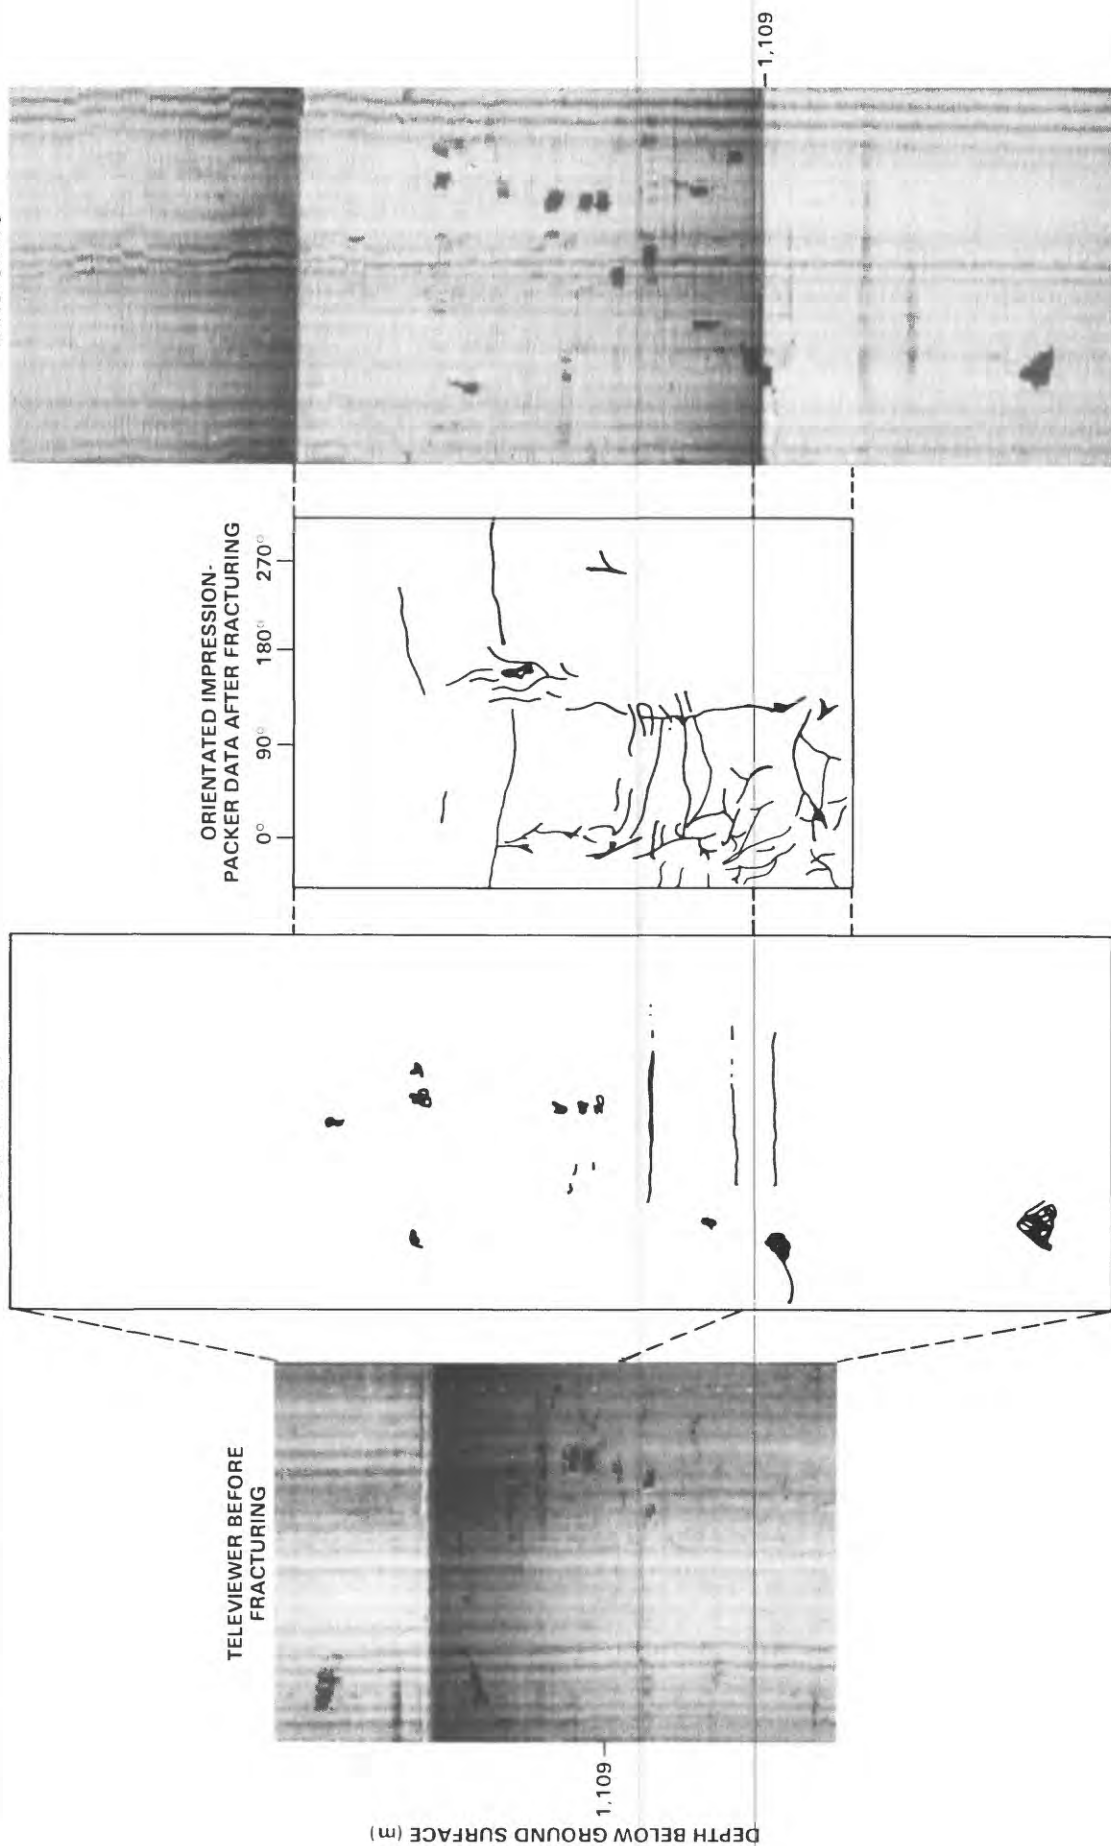 TELEVIEWER BEFORE
FRACTURING
ORIENTATED IMPRESSION-
PACKER DATA AFTER FRACTURING
0° 90° 180° 270°
1,109
1,109
DEPTH BELOW GROUND SURFACE (m)